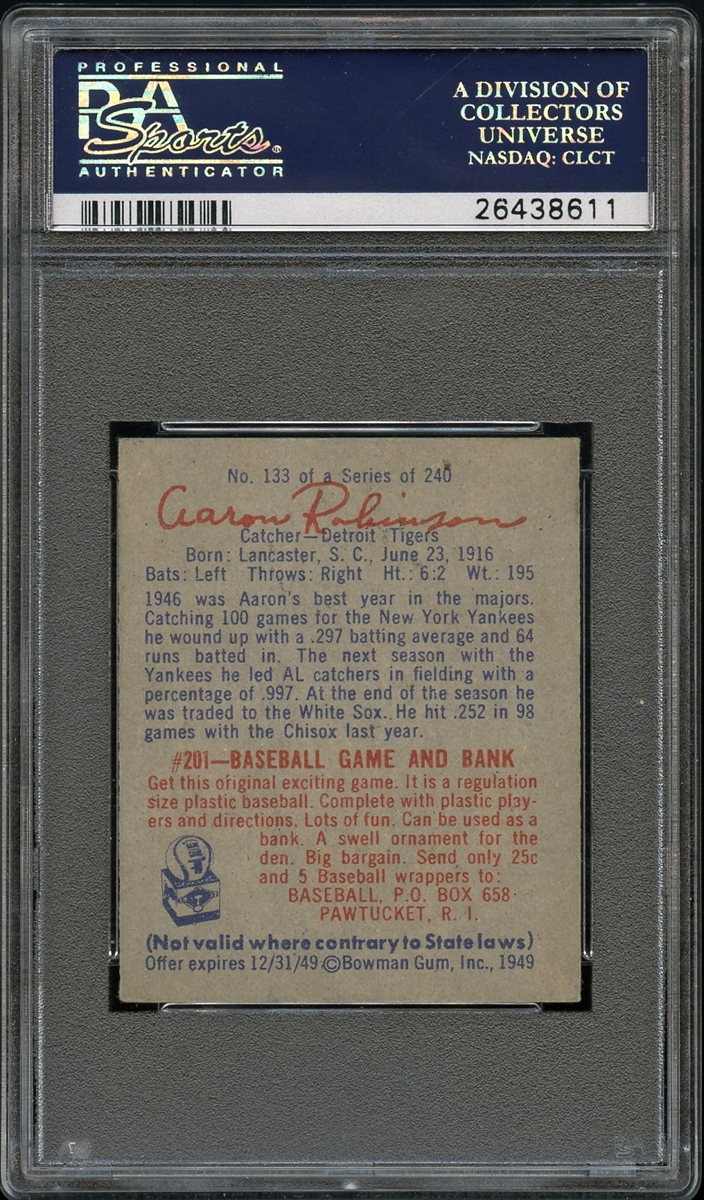 PROFESSIONAL
PSA
Sports
AUTHENTICATOR
A DIVISION OF
COLLECTORS
UNIVERSE
NASDAQ: CLCT
26438611
No. 133 of a Series of 240
Aaron Robinson
Catcher—Detroit Tigers
Born: Lancaster, S. C., June 23, 1916
Bats: Left Throws: Right Ht.: 6:2 Wt.: 195
1946 was Aaron's best year in the majors.
Catching 100 games for the New York Yankees
he wound up with a .297 batting average and 64
runs batted in. The next season with the
Yankees he led AL catchers in fielding with a
percentage of .997. At the end of the season he
was traded to the White Sox. He hit .252 in 98
games with the Chisox last year.
#201—BASEBALL GAME AND BANK
Get this original exciting game. It is a regulation
size plastic baseball. Complete with plastic play-
ers and directions. Lots of fun. Can be used as a
bank. A swell ornament for the
den. Big bargain. Send only 25c
and 5 Baseball wrappers to:
BASEBALL, P.O. BOX 658
PAWTUCKET, R. I.
(Not valid where contrary to State laws)
Offer expires 12/31/49 ©Bowman Gum, Inc., 1949